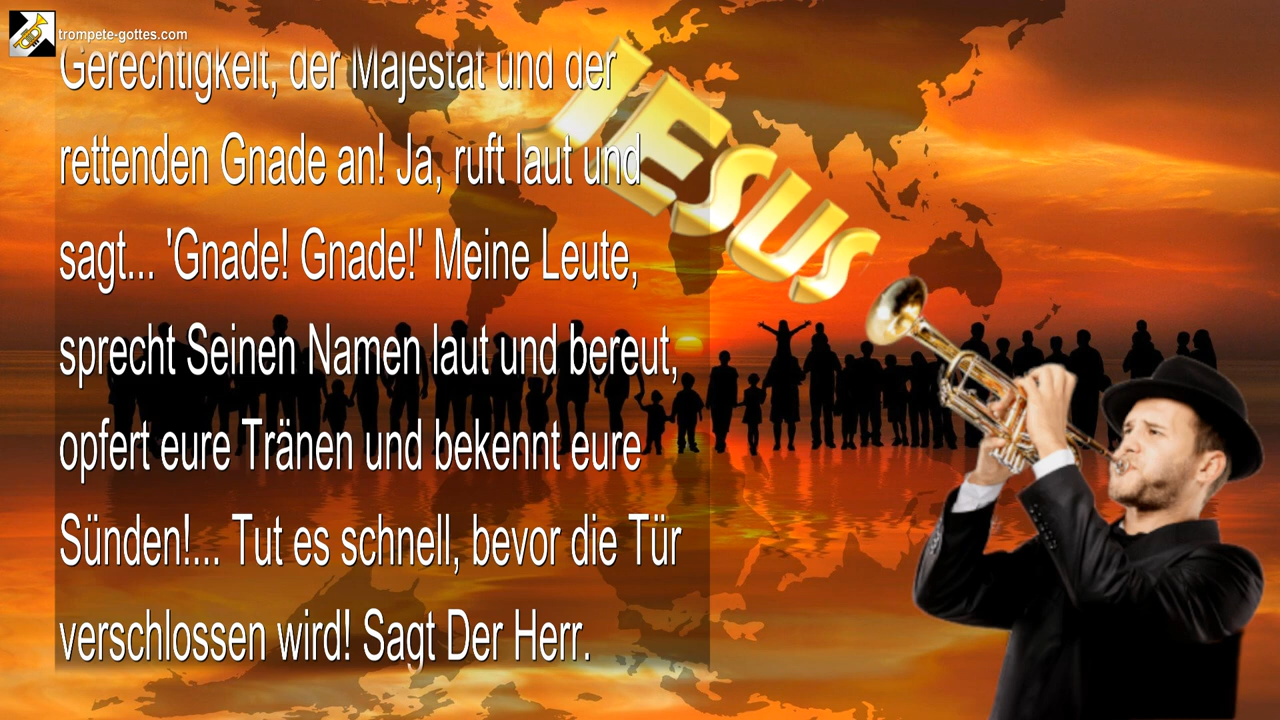 trompete-gottes.com
Gerechtigkeit, der Majestät und der
rettenden Gnade an! Ja, ruft laut und
sagt... 'Gnade! Gnade!' Meine Leute,
sprecht Seinen Namen laut und bereut,
opfert eure Tränen und bekennt eure
Sünden!... Tut es schnell, bevor die Tür
verschlossen wird! Sagt Der Herr.
JESUS